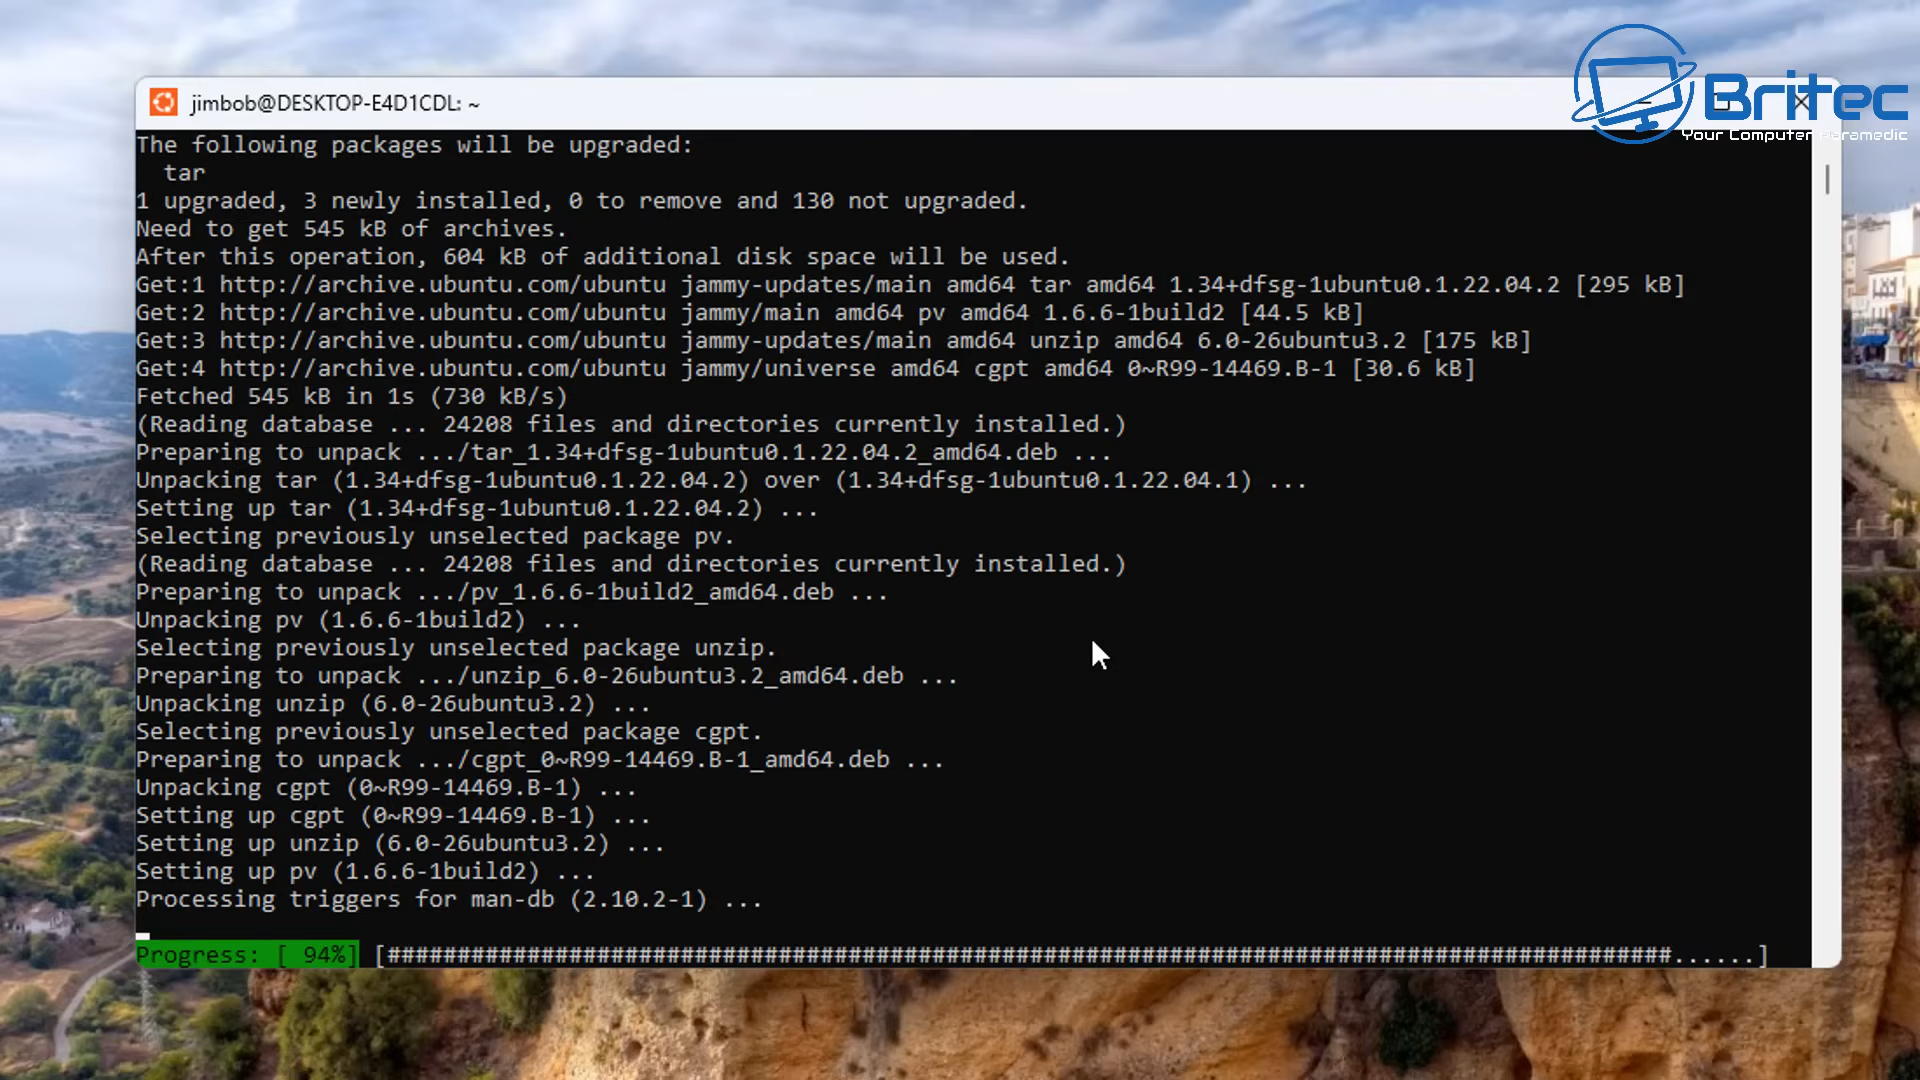 Britec
Your Computer Paramedic
jimbob@DESKTOP-E4D1CDL: ~
The following packages will be upgraded:
  tar
1 upgraded, 3 newly installed, 0 to remove and 130 not upgraded.
Need to get 545 kB of archives.
After this operation, 604 kB of additional disk space will be used.
Get:1 http://archive.ubuntu.com/ubuntu jammy-updates/main amd64 tar amd64 1.34+dfsg-1ubuntu0.1.22.04.2 [295 kB]
Get:2 http://archive.ubuntu.com/ubuntu jammy/main amd64 pv amd64 1.6.6-1build2 [44.5 kB]
Get:3 http://archive.ubuntu.com/ubuntu jammy-updates/main amd64 unzip amd64 6.0-26ubuntu3.2 [175 kB]
Get:4 http://archive.ubuntu.com/ubuntu jammy/universe amd64 cgpt amd64 0~R99-14469.B-1 [30.6 kB]
Fetched 545 kB in 1s (730 kB/s)
(Reading database ... 24208 files and directories currently installed.)
Preparing to unpack .../tar_1.34+dfsg-1ubuntu0.1.22.04.2_amd64.deb ...
Unpacking tar (1.34+dfsg-1ubuntu0.1.22.04.2) over (1.34+dfsg-1ubuntu0.1.22.04.1) ...
Setting up tar (1.34+dfsg-1ubuntu0.1.22.04.2) ...
Selecting previously unselected package pv.
(Reading database ... 24208 files and directories currently installed.)
Preparing to unpack .../pv_1.6.6-1build2_amd64.deb ...
Unpacking pv (1.6.6-1build2) ...
Selecting previously unselected package unzip.
Preparing to unpack .../unzip_6.0-26ubuntu3.2_amd64.deb ...
Unpacking unzip (6.0-26ubuntu3.2) ...
Selecting previously unselected package cgpt.
Preparing to unpack .../cgpt_0~R99-14469.B-1_amd64.deb ...
Unpacking cgpt (0~R99-14469.B-1) ...
Setting up cgpt (0~R99-14469.B-1) ...
Setting up unzip (6.0-26ubuntu3.2) ...
Setting up pv (1.6.6-1build2) ...
Processing triggers for man-db (2.10.2-1) ...
Progress: [ 94%] [############################################################################################......]